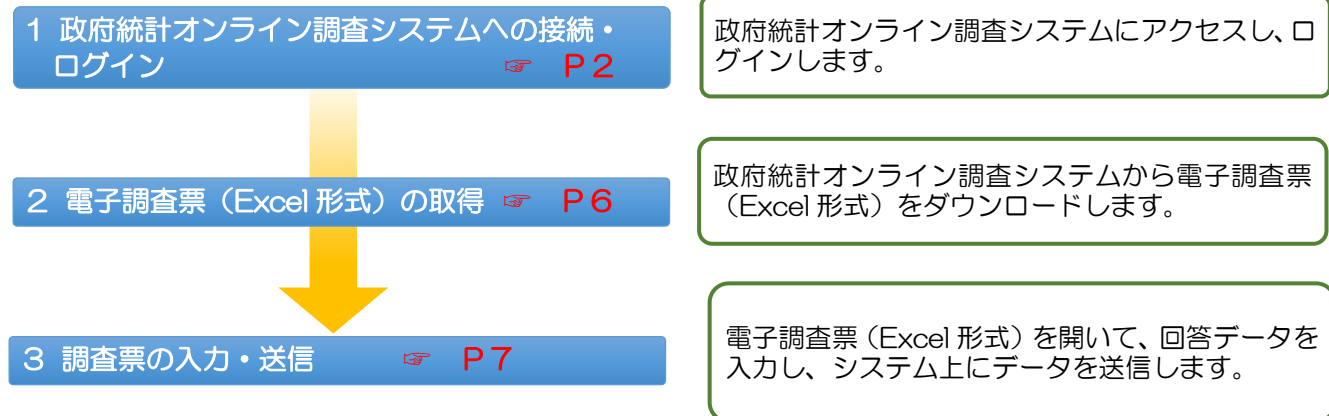 1 政府統計オンライン調査システムへの接続・
ログイン ☞ P2
政府統計オンライン調査システムにアクセスし、ロ
グインします。
2 電子調査票（Excel 形式）の取得 ☞ P6
政府統計オンライン調査システムから電子調査票
（Excel 形式）をダウンロードします。
3 調査票の入力・送信 ☞ P7
電子調査票（Excel 形式）を開いて、回答データを
入力し、システム上にデータを送信します。